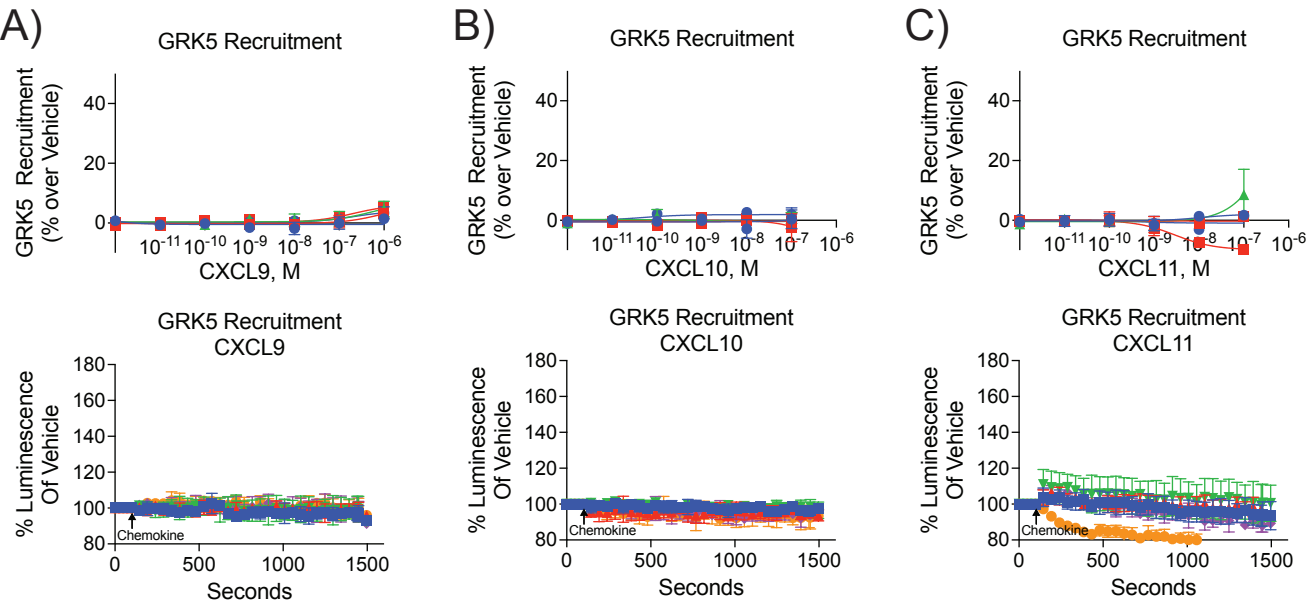 A)
GRK5 Recruitment
GRK5 Recruitment
(% over Vehicle)
40
20
0
10-11 10-10 10-9 10-8 10-7 10-6
CXCL9, M
B)
GRK5 Recruitment
GRK5 Recruitment
(% over Vehicle)
40
20
0
10-11 10-10 10-9 10-8 10-7 10-6
CXCL10, M
C)
GRK5 Recruitment
GRK5 Recruitment
(% over Vehicle)
40
20
0
10-11 10-10 10-9 10-8 10-7 10-6
CXCL11, M
GRK5 Recruitment
CXCL9
% Luminescence
Of Vehicle
180
160
140
120
100
80
Chemokine
0 500 1000 1500
Seconds
GRK5 Recruitment
CXCL10
% Luminescence
Of Vehicle
180
160
140
120
100
80
Chemokine
0 500 1000 1500
Seconds
GRK5 Recruitment
CXCL11
% Luminescence
Of Vehicle
180
160
140
120
100
80
Chemokine
0 500 1000 1500
Seconds